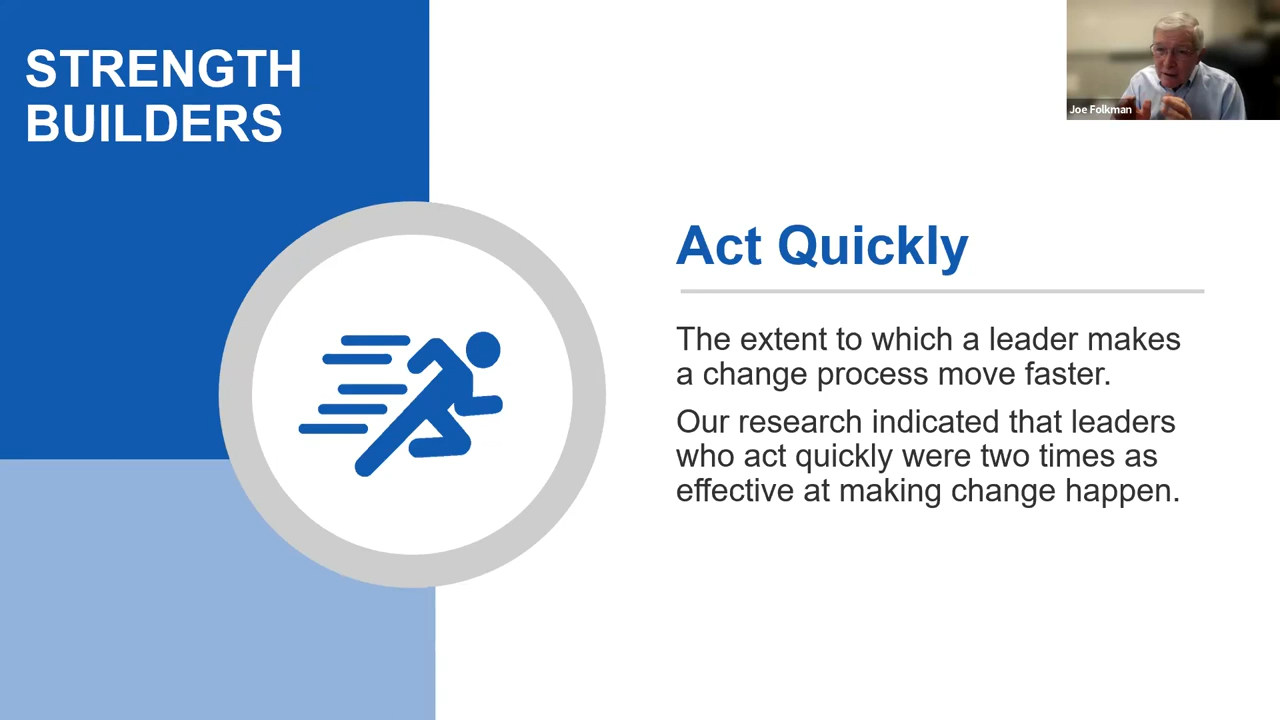 STRENGTH
BUILDERS
Joe Folkman
Act Quickly
The extent to which a leader makes
a change process move faster.
Our research indicated that leaders
who act quickly were two times as
effective at making change happen.